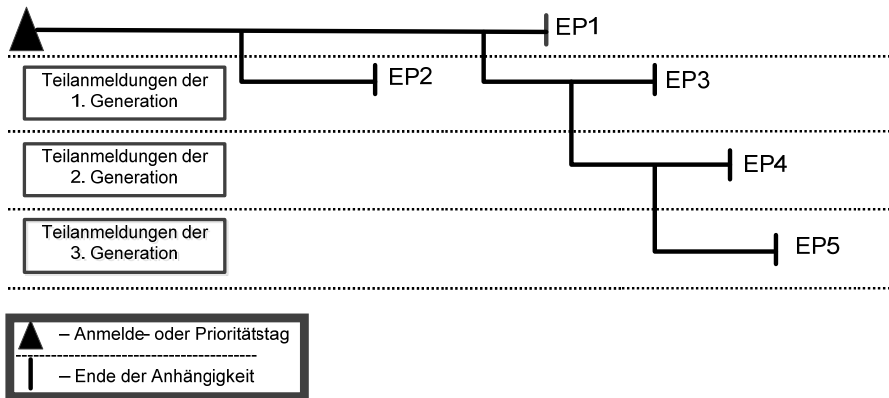 EP1
Teilanmeldungen der
1. Generation
EP2
EP3
Teilanmeldungen der
2. Generation
EP4
Teilanmeldungen der
3. Generation
EP5
– Anmelde– oder Prioritätstag
– Ende der Anhängigkeit